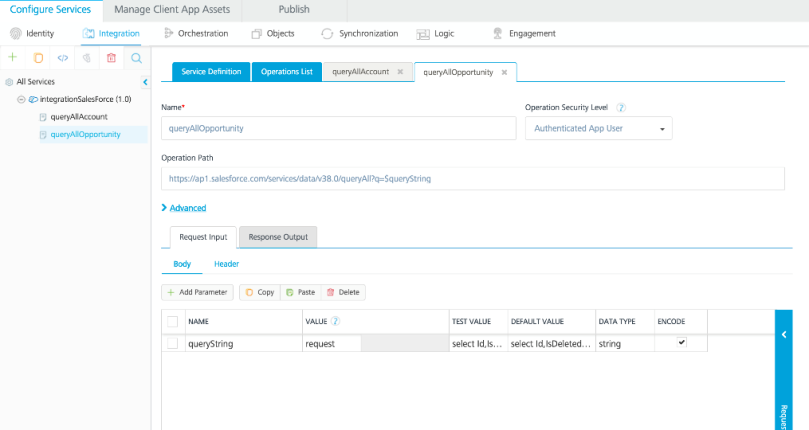 Configure Services
Manage Client App Assets
Publish
Identity
Integration
Orchestration
Objects
Synchronization
Logic
Engagement
All Services
integrationSalesForce (1.0)
queryAllAccount
queryAllOpportunity
Service Definition
Operations List
queryAllAccount
queryAllOpportunity
Name*
Operation Security Level
queryAllOpportunity
Authenticated App User
Operation Path
https://ap1.salesforce.com/services/data/v38.0/queryAll?q=$queryString
Advanced
Request Input
Response Output
Body
Header
+ Add Parameter
Copy
Paste
Delete
NAME
VALUE
TEST VALUE
DEFAULT VALUE
DATA TYPE
ENCODE
queryString
request
select Id,Is...
select Id,IsDeleted...
string
Reques